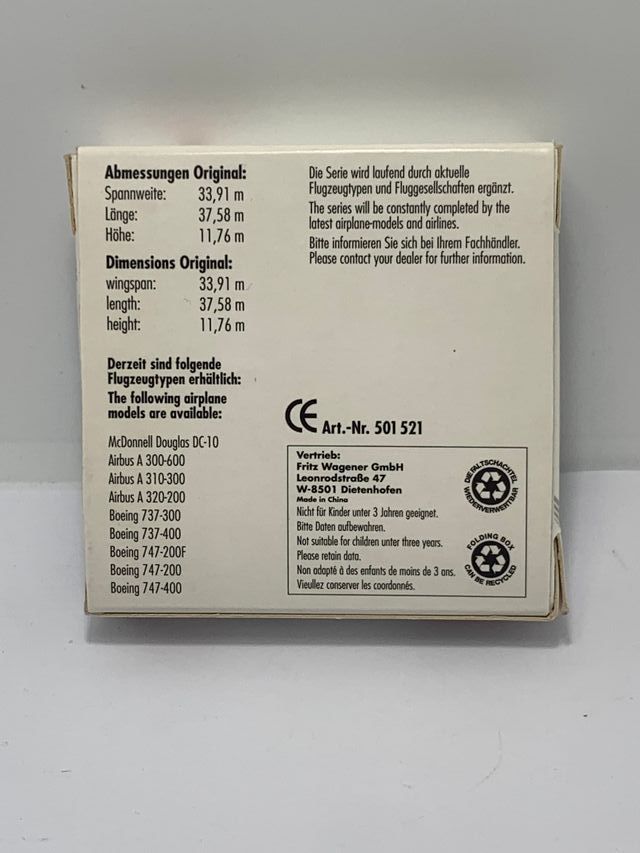 Abmessungen Original:
Spannweite: 33,91 m
Länge: 37,58 m
Höhe: 11,76 m
Dimensions Original:
wingspan: 33,91 m
length: 37,58 m
height: 11,76 m
Derzeit sind folgende
Flugzeugtypen erhältlich:
The following airplane
models are available:
McDonnell Douglas DC-10
Airbus A 300-600
Airbus A 310-300
Airbus A 320-200
Boeing 737-300
Boeing 737-400
Boeing 747-200F
Boeing 747-200
Boeing 747-400
Die Serie wird laufend durch aktuelle
Flugzeugtypen und Fluggesellschaften ergänzt.
The series will be constantly completed by the
latest airplane-models and airlines.
Bitte informieren Sie sich bei Ihrem Fachhändler.
Please contact your dealer for further information.
CE Art.-Nr. 501 521
Vertrieb:
Fritz Wagener GmbH
Leonrodstraße 47
W-8501 Dietenhofen
Made in China
Nicht für Kinder unter 3 Jahren geeignet.
Bitte Daten aufbewahren.
Not suitable for children under three years.
Please retain data.
Non adapté à des enfants de moins de 3 ans.
Vieullez conserver les coordonnés.
DIE FALTSCHACHTEL
WIEDERVERWERTBAR
FOLDING BOX
CAN BE RECYCLED